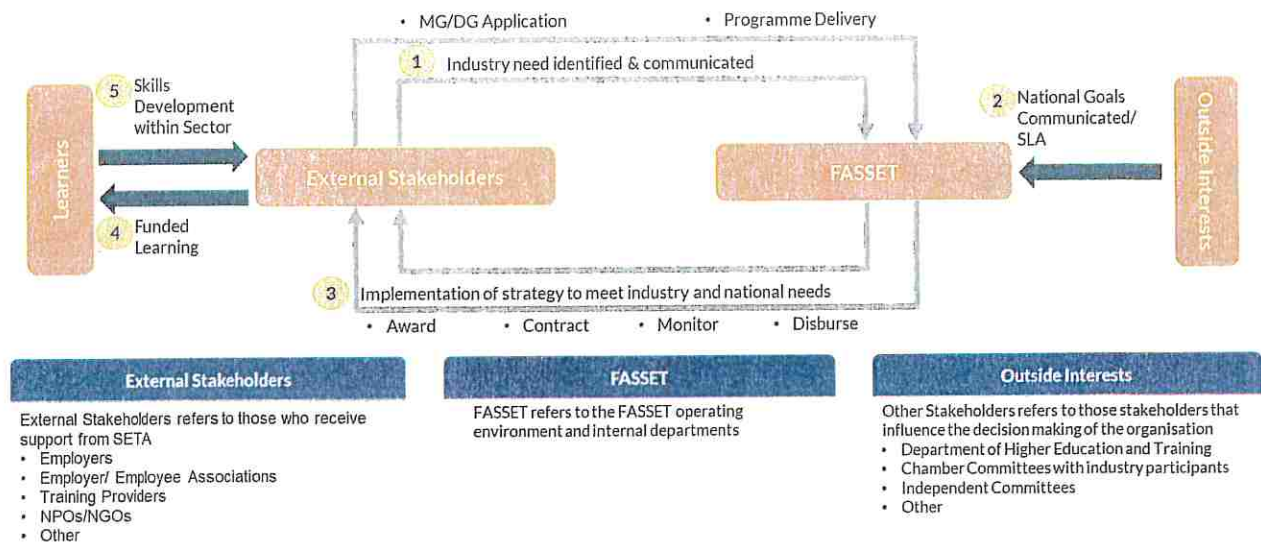 • MG/DG Application
• Programme Delivery
1 Industry need identified & communicated
5 Skills
Development
within Sector
2 National Goals
Communicated/
SLA
Learners
External Stakeholders
FASSET
Outside Interests
4 Funded
Learning
3 Implementation of strategy to meet industry and national needs
• Award • Contract • Monitor • Disburse
External Stakeholders
External Stakeholders refers to those who receive
support from SETA
• Employers
• Employer/ Employee Associations
• Training Providers
• NPOs/NGOs
• Other
FASSET
FASSET refers to the FASSET operating
environment and internal departments
Outside Interests
Other Stakeholders refers to those stakeholders that
influence the decision making of the organisation
• Department of Higher Education and Training
• Chamber Committees with industry participants
• Independent Committees
• Other